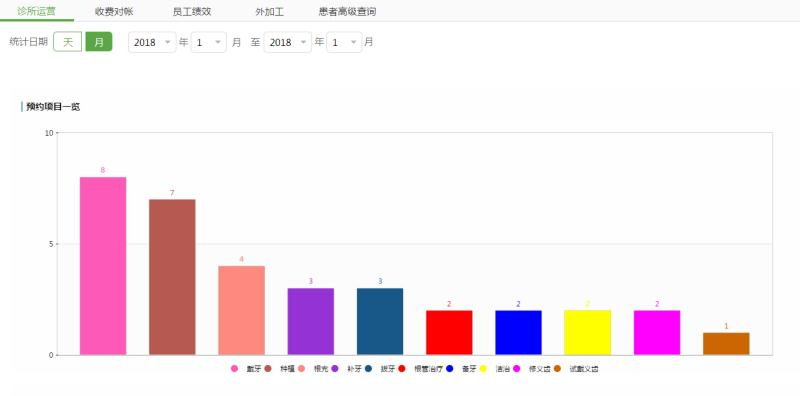 诊所运营 收费对帐 员工绩效 外加工 患者高级查询
统计日期 天 月 2018 年 1 月 至 2018 年 1 月
预约项目一览
10
8
7
5
4
3 3
2 2 2 2
1
0
戴牙 种植 根充 补牙 拔牙 根管治疗 备牙 洁治 修义齿 试戴义齿